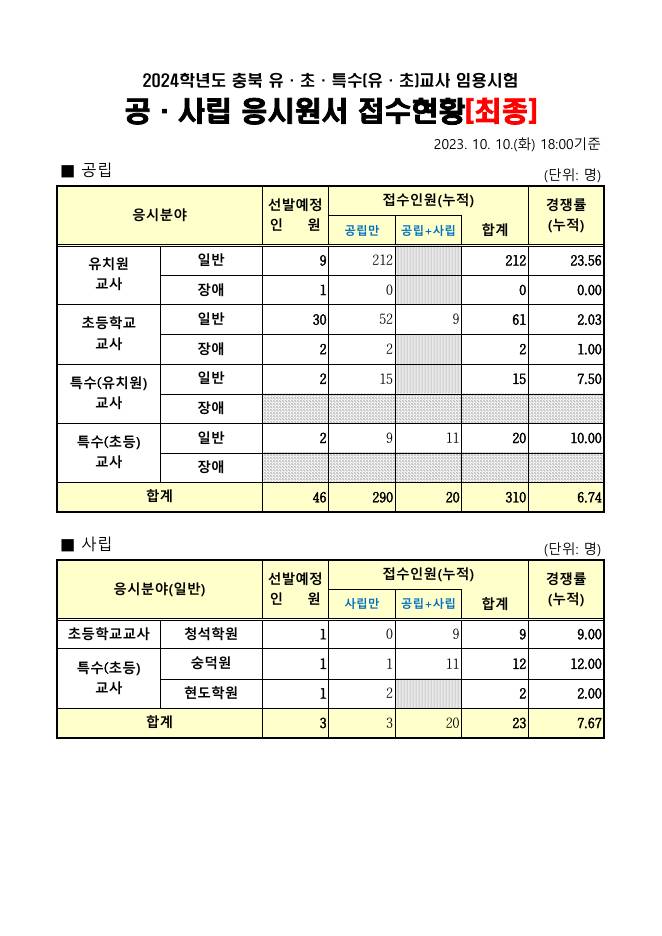 2024학년도 충북 유 · 초 · 특수(유 · 초)교사 임용시험
공 · 사립 응시원서 접수현황[최종]
2023. 10. 10.(화) 18:00기준
■ 공립
(단위: 명)
응시분야 선발예정 인 원 접수인원(누적) 경쟁률 (누적)
공립만 공립+사립 합계
유치원 교사 일반 9 212 212 23.56
장애 1 0 0 0.00
초등학교 교사 일반 30 52 9 61 2.03
장애 2 2 2 1.00
특수(유치원) 교사 일반 2 15 15 7.50
장애
특수(초등) 교사 일반 2 9 11 20 10.00
장애
합계 46 290 20 310 6.74
■ 사립
(단위: 명)
응시분야(일반) 선발예정 인 원 접수인원(누적) 경쟁률 (누적)
사립만 공립+사립 합계
초등학교교사 청석학원 1 0 9 9 9.00
특수(초등) 교사 숭덕원 1 1 11 12 12.00
현도학원 1 2 2 2.00
합계 3 3 20 23 7.67